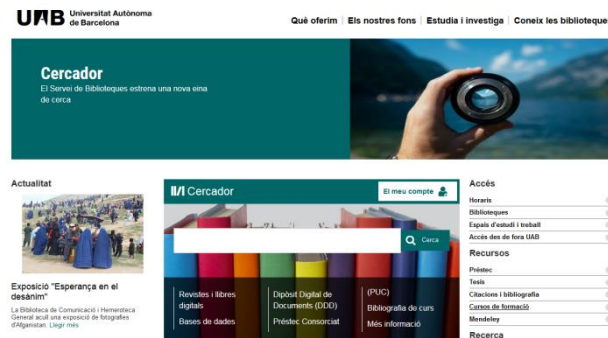 UAB Universitat Autònoma
de Barcelona
Què oferim
Els nostres fons
Estudia i investiga
Coneix les biblioteques
Cercador
El Servei de Biblioteques estrena una nova eina
de cerca
Actualitat
Exposició "Esperança en el
desànim"
La Biblioteca de Comunicació i Hemeroteca
General acull una exposició de fotografies
d'Afganistan. Llegir més
Cercador
El meu compte
Cerca
Revistes i llibres
digitals
Bases de dades
Dipòsit Digital de
Documents (DDD)
Préstec Consorciat
(PUC)
Bibliografia de curs
Més informació
Accés
Horaris
Biblioteques
Espais d'estudi i treball
Accés des de fora UAB
Recursos
Préstec
Tesis
Citacions i bibliografia
Cursos de formació
Mendeley
Recerca